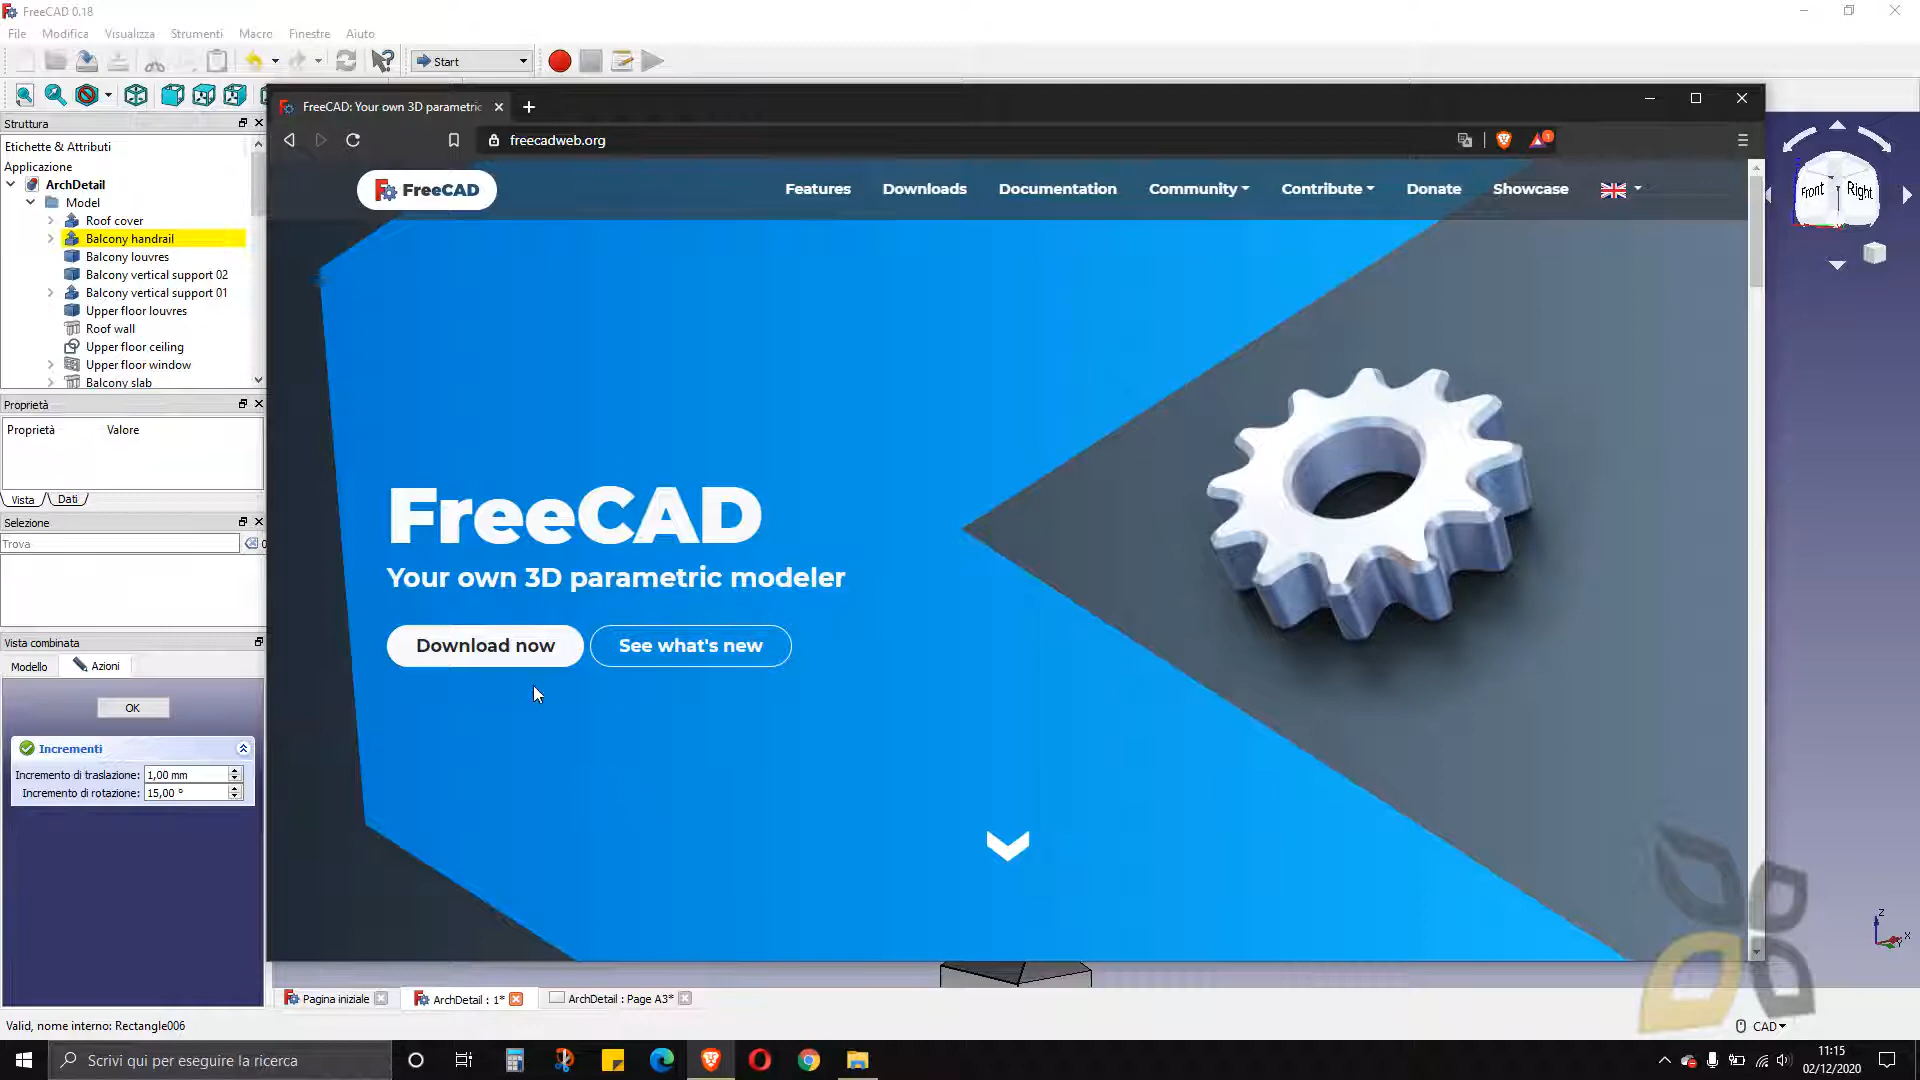 FreeCAD 0.18
File Modifica Visualizza Strumenti Macro Finestre Aiuto
Start
FreeCAD: Your own 3D parametric
freecadweb.org
1
Struttura
Etichette & Attributi
Applicazione
ArchDetail
Model
Roof cover
Balcony handrail
Balcony louvres
Balcony vertical support 02
Balcony vertical support 01
Upper floor louvres
Roof wall
Upper floor ceiling
Upper floor window
Balcony slab
Proprietà
Proprietà Valore
Vista Dati
Selezione
Trova
0
Vista combinata
Modello Azioni
OK
Incrementi
Incremento di traslazione: 1,00 mm
Incremento di rotazione: 15,00 °
FreeCAD
Features Downloads Documentation Community Contribute Donate Showcase
FreeCAD
Your own 3D parametric modeler
Download now See what's new
Front Right
Z
X
Pagina iniziale ArchDetail : 1* ArchDetail : Page A3*
Valid, nome interno: Rectangle006
CAD
Scrivi qui per eseguire la ricerca
11:15
02/12/2020